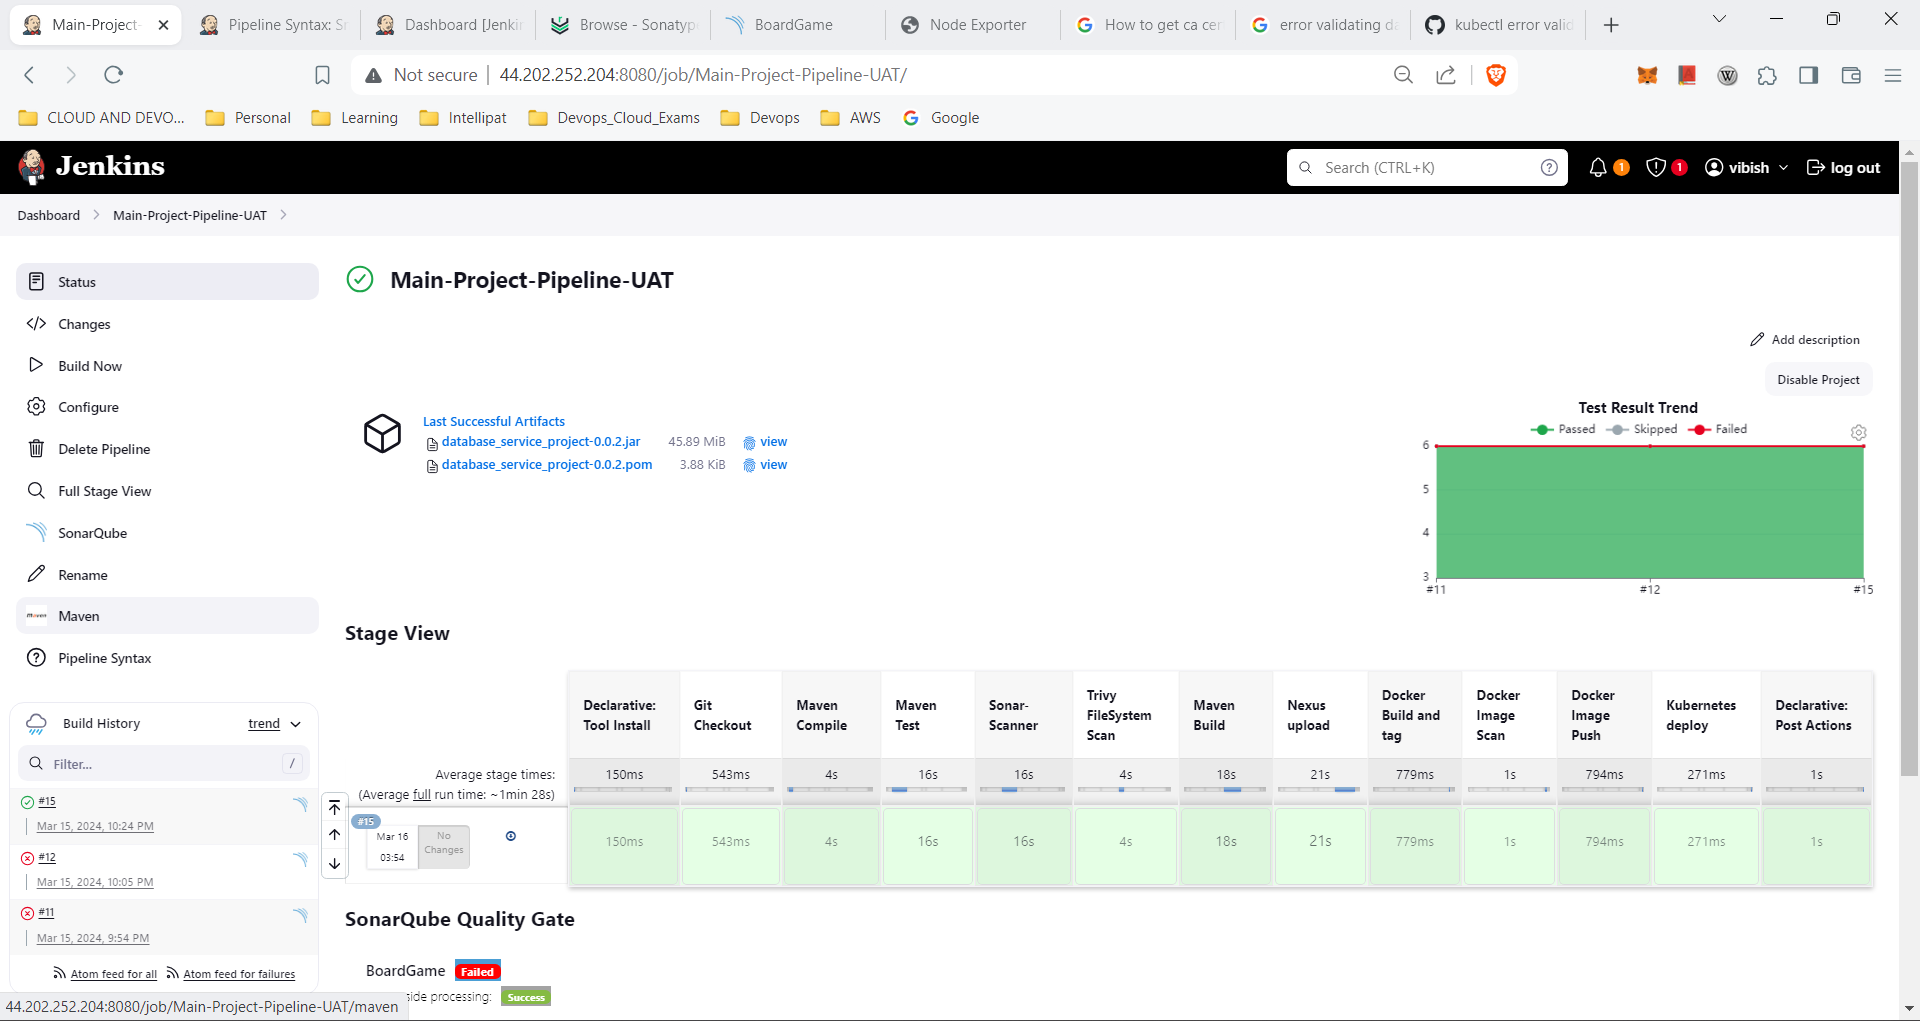 Main-Project-
Pipeline Syntax: Sn
Dashboard [Jenkin
Browse - Sonatype
BoardGame
Node Exporter
How to get ca cer
error validating da
kubectl error valid
Not secure
44.202.252.204:8080/job/Main-Project-Pipeline-UAT/
CLOUD AND DEVO...
Personal
Learning
Intellipat
Devops_Cloud_Exams
Devops
AWS
Google
Jenkins
Search (CTRL+K)
1
1
vibish
log out
Dashboard
Main-Project-Pipeline-UAT
Status
Changes
Build Now
Configure
Delete Pipeline
Full Stage View
SonarQube
Rename
Maven
Pipeline Syntax
Build History
trend
Filter...
/
#15
Mar 15, 2024, 10:24 PM
#12
Mar 15, 2024, 10:05 PM
#11
Mar 15, 2024, 9:54 PM
Atom feed for all
Atom feed for failures
44.202.252.204:8080/job/Main-Project-Pipeline-UAT/maven
Main-Project-Pipeline-UAT
Add description
Disable Project
Last Successful Artifacts
database_service_project-0.0.2.jar 45.89 MiB view
database_service_project-0.0.2.pom 3.88 KiB view
Test Result Trend
Passed Skipped Failed
6
5
4
3
#11 #12 #15
Stage View
Declarative: Tool Install
Git Checkout
Maven Compile
Maven Test
Sonar-Scanner
Trivy FileSystem Scan
Maven Build
Nexus upload
Docker Build and tag
Docker Image Scan
Docker Image Push
Kubernetes deploy
Declarative: Post Actions
Average stage times:
(Average full run time: ~1min 28s)
150ms 543ms 4s 16s 16s 4s 18s 21s 779ms 1s 794ms 271ms 1s
#15
Mar 16
03:54
No Changes
150ms 543ms 4s 16s 16s 4s 18s 21s 779ms 1s 794ms 271ms 1s
SonarQube Quality Gate
BoardGame Failed
side processing: Success